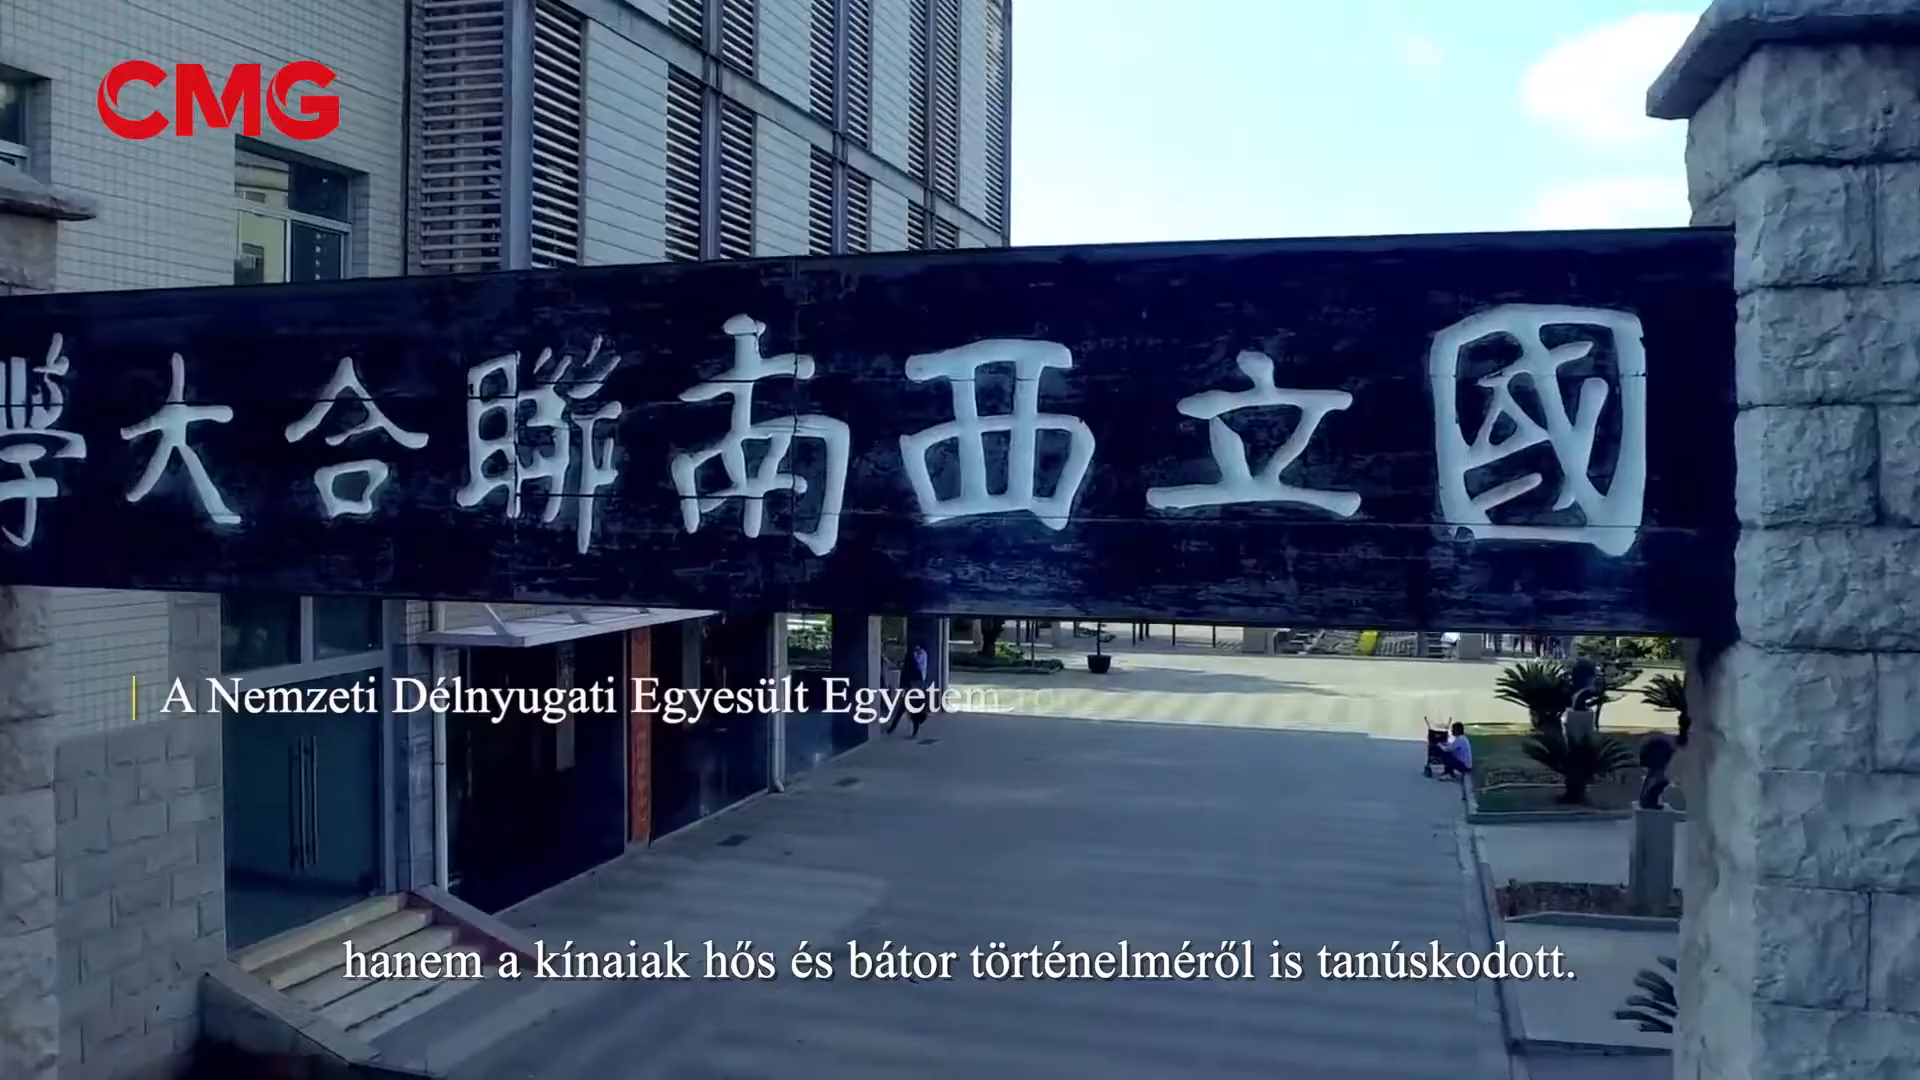 CMG
國立西南聯合大學
A Nemzeti Délnyugati Egyesült Egyetem
hanem a kínaiak hős és bátor történelméről is tanúskodott.